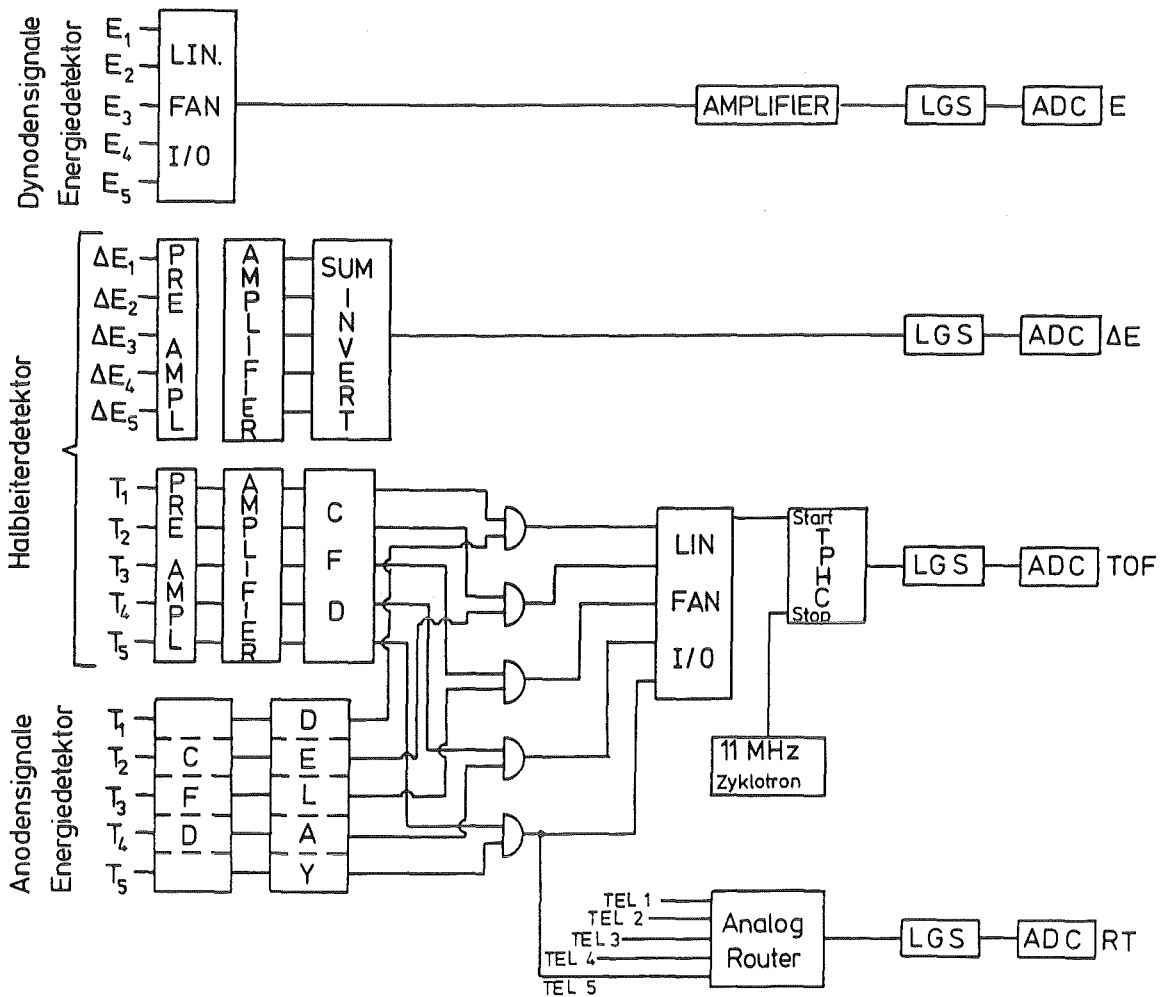 Dynodensignale
Energiedetektor
E₁
E₂
E₃
E₄
E₅
LIN.
FAN
I/O
AMPLIFIER
LGS
ADC
E
Halbleiterdetektor
ΔE₁
ΔE₂
ΔE₃
ΔE₄
ΔE₅
PRE AMPL
AMPLIFIER
SUM
INVERT
LGS
ADC
ΔE
T₁
T₂
T₃
T₄
T₅
PRE AMPL
AMPLIFIER
CFD
LIN
FAN
I/O
Start
TPHC
Stop
LGS
ADC
TOF
11 MHz
Zyklotron
Anodensignale
Energiedetektor
T₁
T₂
T₃
T₄
T₅
CFD
DELAY
TEL 1
TEL 2
TEL 3
TEL 4
TEL 5
Analog
Router
LGS
ADC
RT